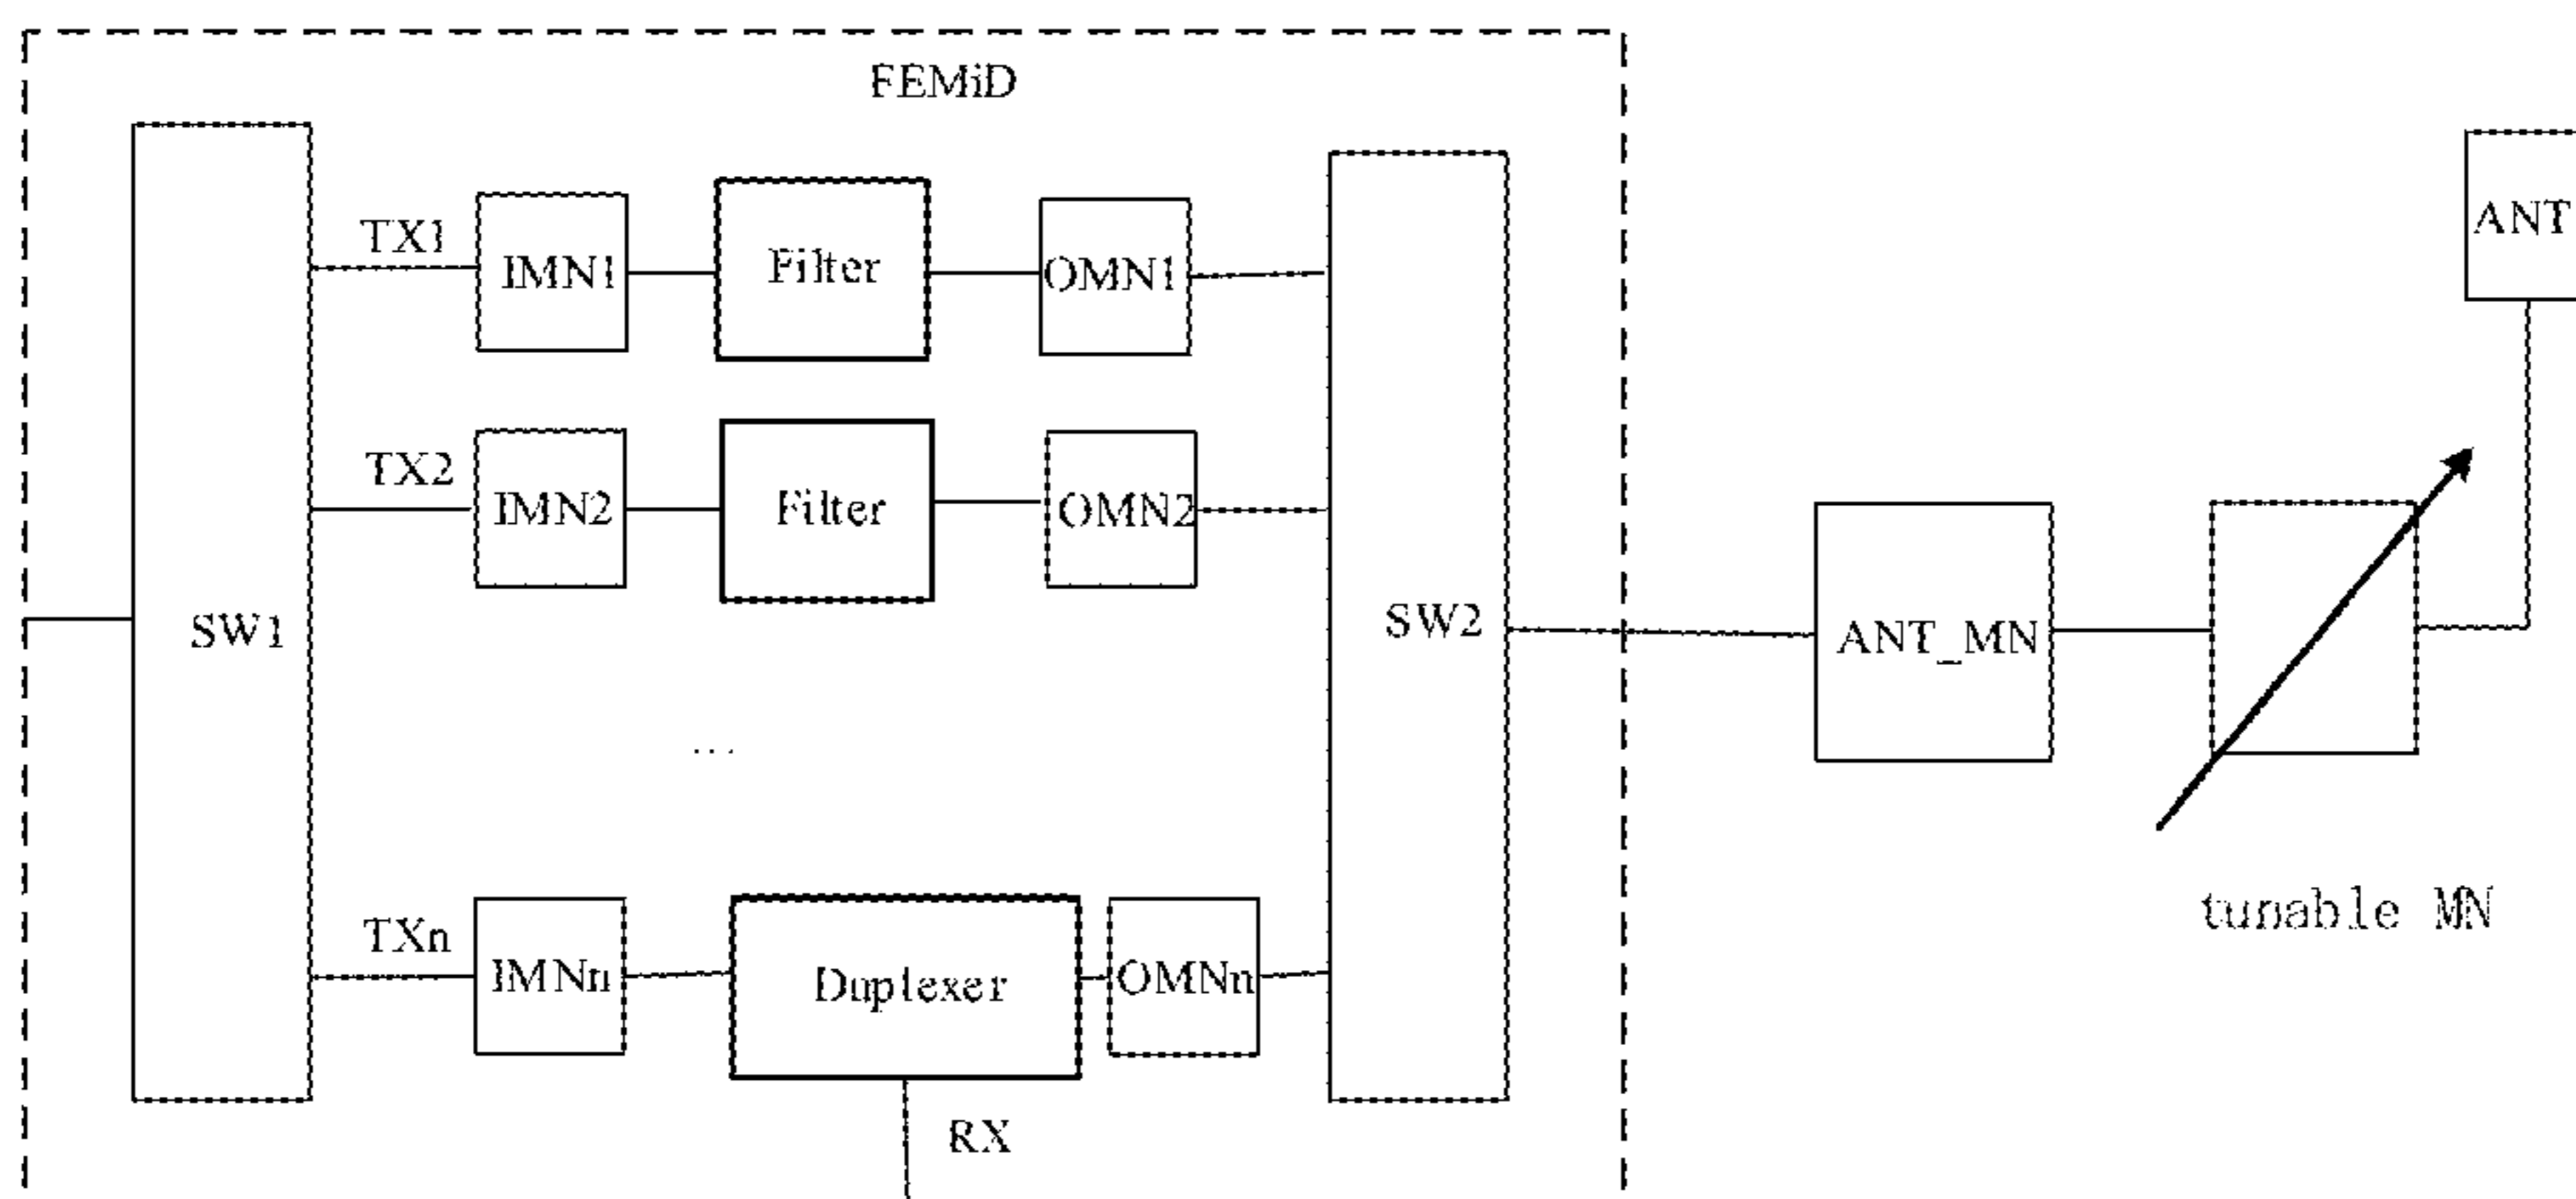 FEMiD
TX1
IMN1
Filter
OMN1
ANT
TX2
IMN2
Filter
OMN2
SW1
SW2
ANT_MN
...
tunable MN
TXn
IMNn
Duplexer
OMNn
RX